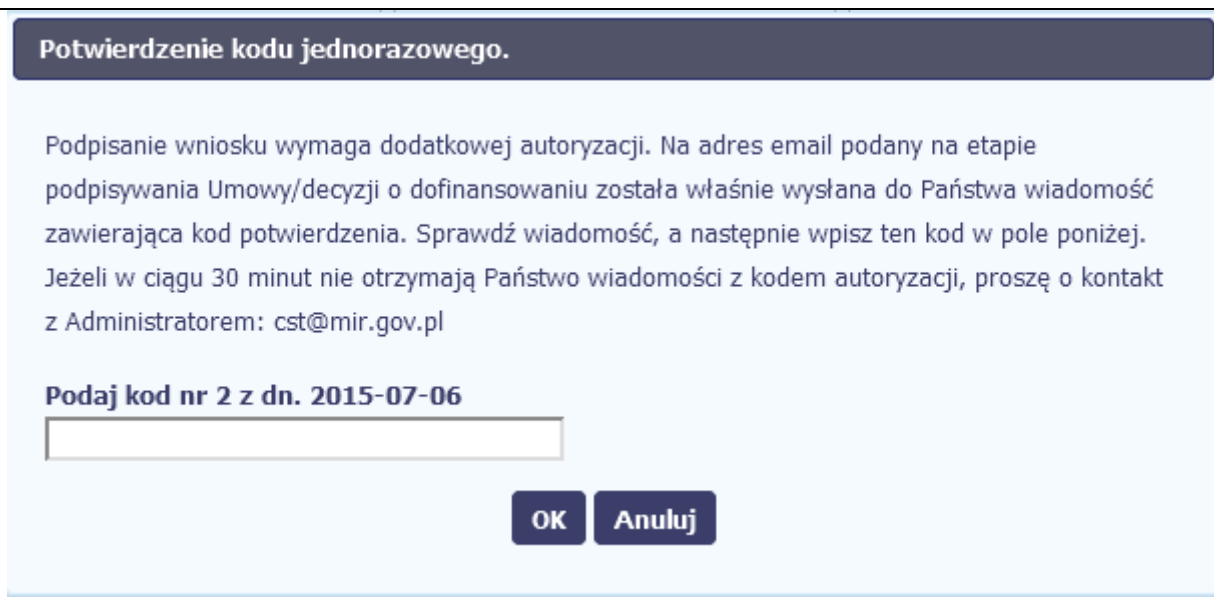 Potwierdzenie kodu jednorazowego.
Podpisanie wniosku wymaga dodatkowej autoryzacji. Na adres email podany na etapie
podpisywania Umowy/decyzji o dofinansowaniu została właśnie wysłana do Państwa wiadomość
zawierająca kod potwierdzenia. Sprawdź wiadomość, a następnie wpisz ten kod w pole poniżej.
Jeżeli w ciągu 30 minut nie otrzymają Państwo wiadomości z kodem autoryzacji, proszę o kontakt
z Administratorem: cst@mir.gov.pl
Podaj kod nr 2 z dn. 2015-07-06
OK Anuluj